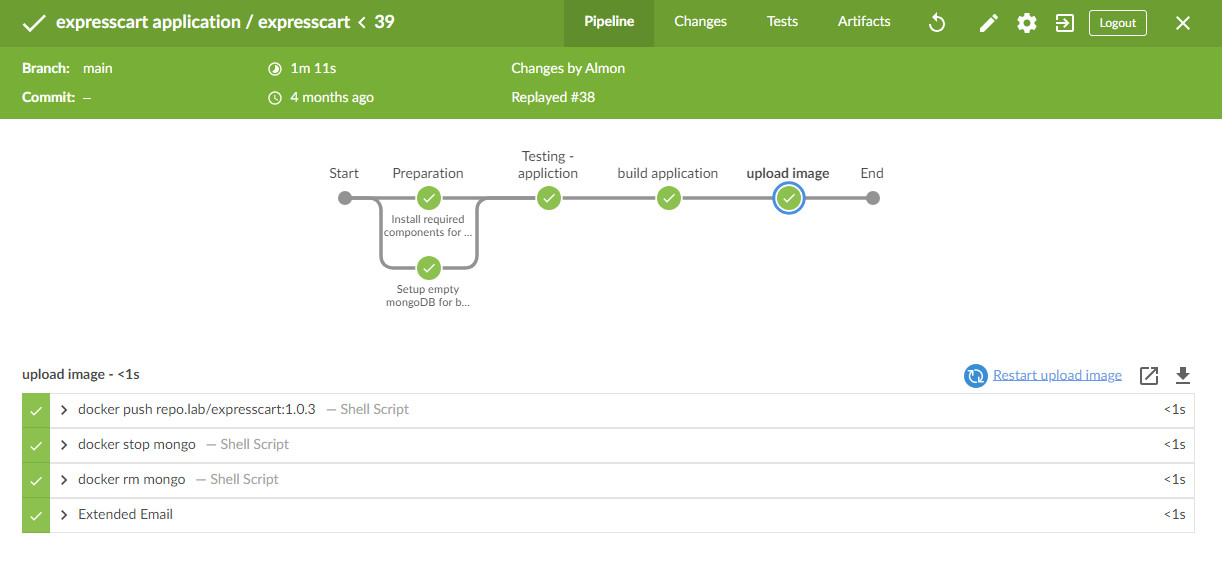 expresscart application / expresscart < 39
Pipeline
Changes
Tests
Artifacts
Logout
Branch: main
1m 11s
Changes by Almon
Commit: –
4 months ago
Replayed #38
Start
Preparation
Testing -
appliction
build application
upload image
End
Install required
components for ...
Setup empty
mongoDB for b...
upload image - <1s
Restart upload image
docker push repo.lab/expresscart:1.0.3 — Shell Script <1s
docker stop mongo — Shell Script <1s
docker rm mongo — Shell Script <1s
Extended Email <1s